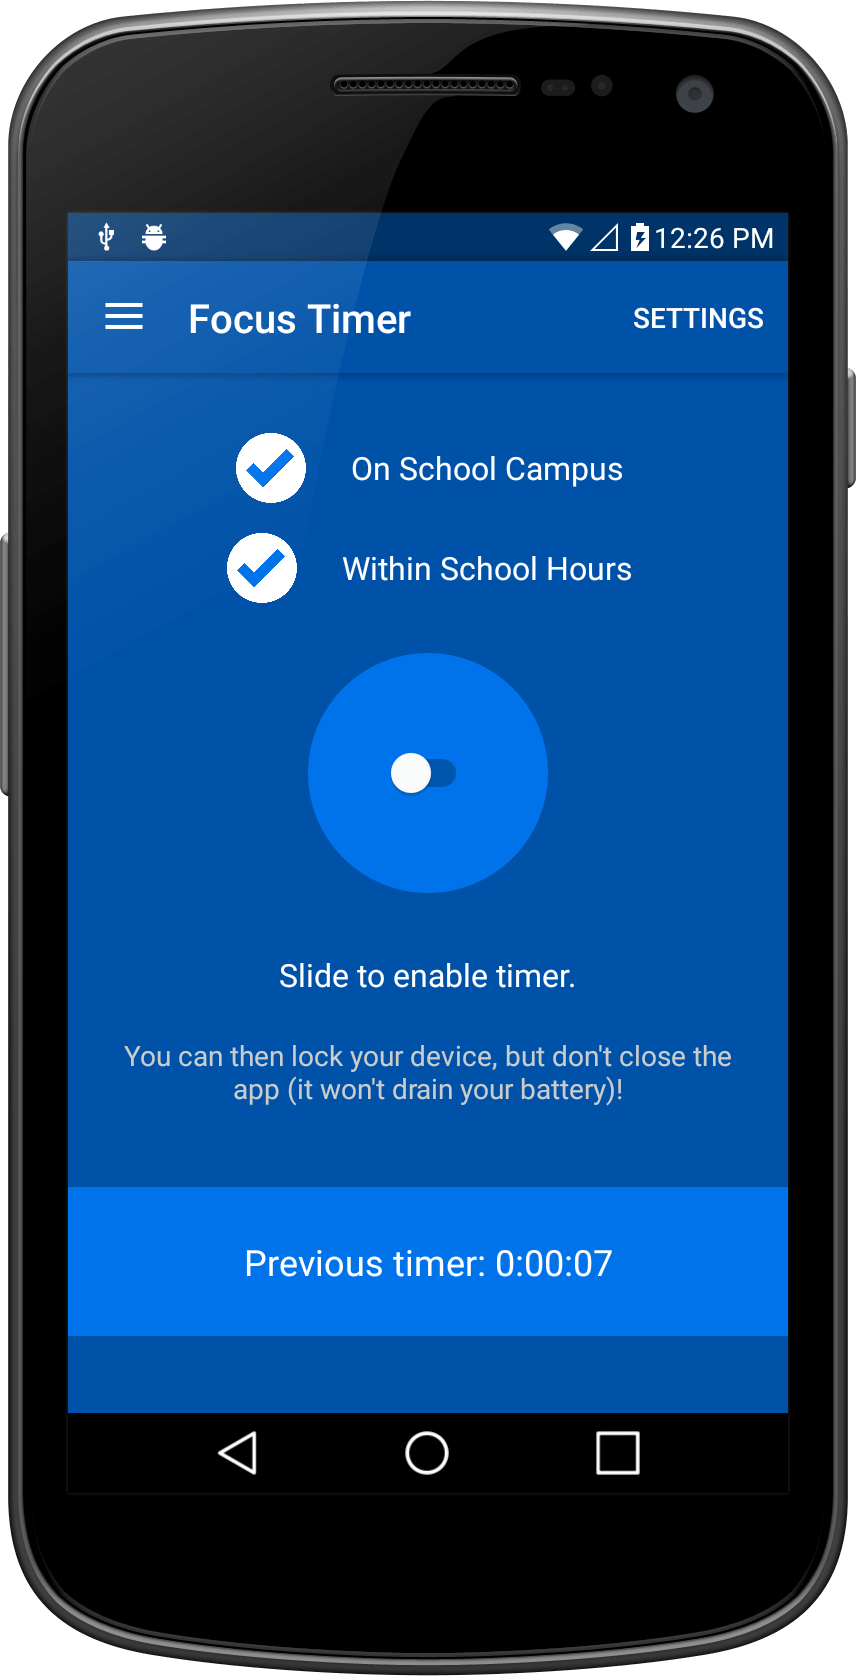 12:26 PM
Focus Timer
SETTINGS
On School Campus
Within School Hours
Slide to enable timer.
You can then lock your device, but don't close the
app (it won't drain your battery)!
Previous timer: 0:00:07